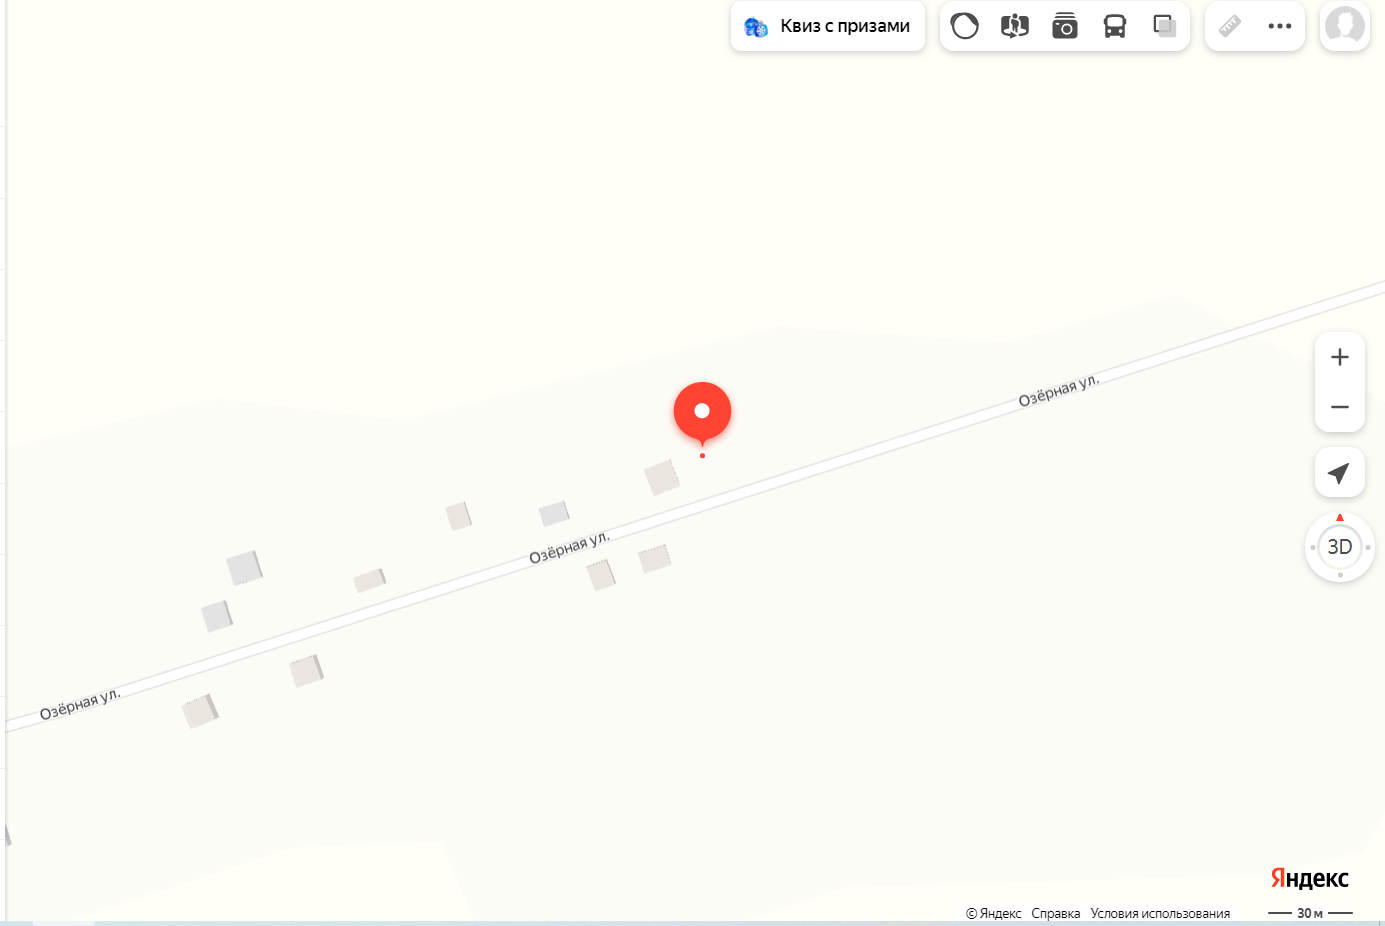 Квиз с призами
Озёрная ул.
Озёрная ул.
3D
Озёрная ул.
Яндекс
© Яндекс Справка Условия использования 30 м